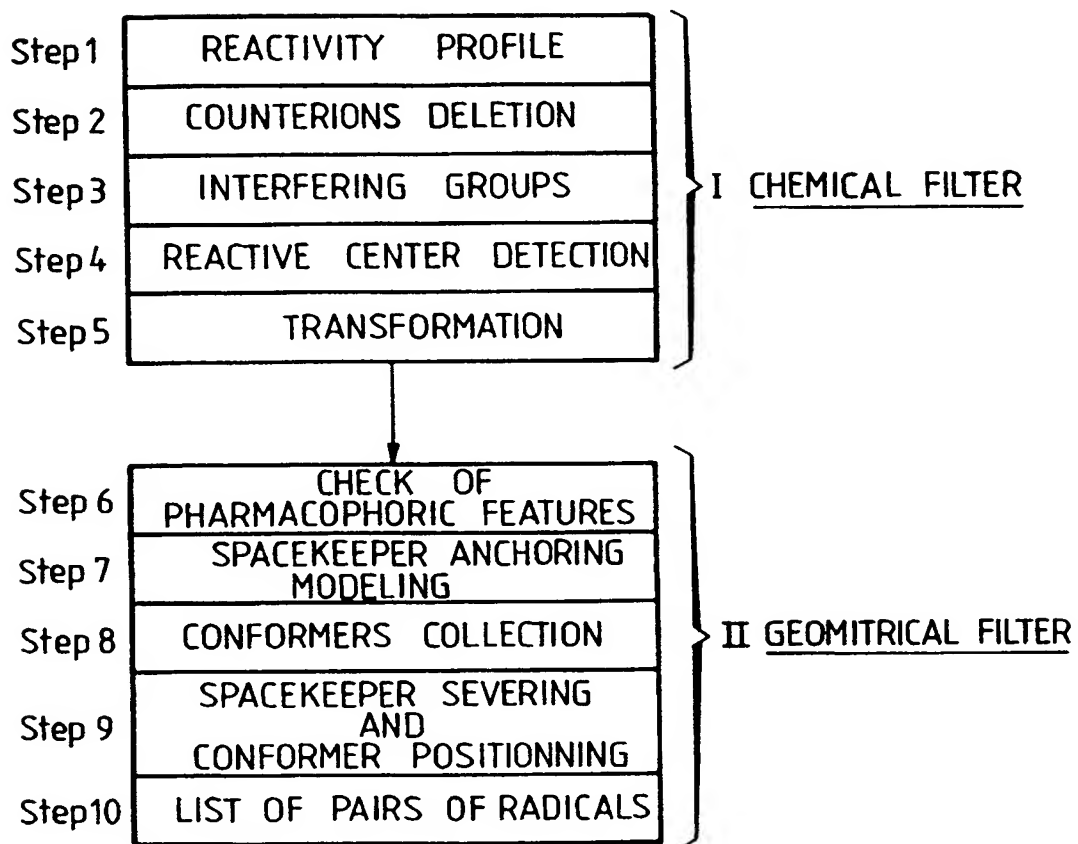 Step 1 REACTIVITY PROFILE
Step 2 COUNTERIONS DELETION
Step 3 INTERFERING GROUPS
I CHEMICAL FILTER
Step 4 REACTIVE CENTER DETECTION
Step 5 TRANSFORMATION
Step 6 CHECK OF
PHARMACOPHORIC FEATURES
Step 7 SPACEKEEPER ANCHORING
MODELING
Step 8 CONFORMERS COLLECTION
II GEOMITRICAL FILTER
Step 9 SPACEKEEPER SEVERING
AND
CONFORMER POSITIONNING
Step 10 LIST OF PAIRS OF RADICALS